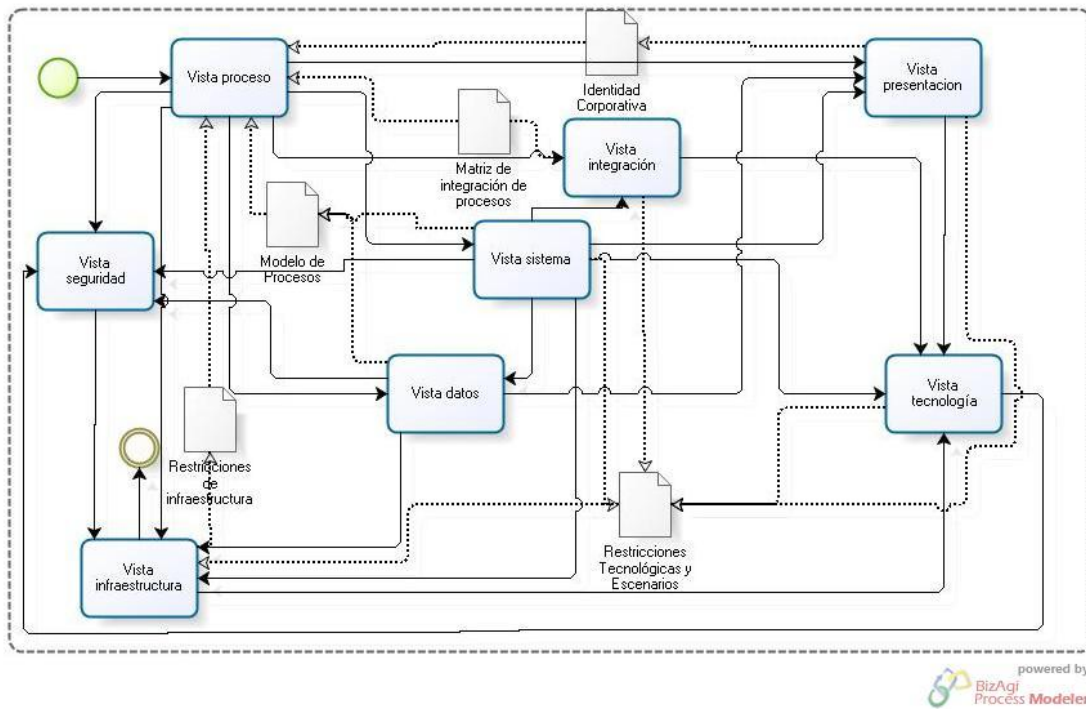 Vista proceso
Vista
presentacion
Identidad
Corporativa
Vista
integración
Matriz de
integración de
procesos
Vista
seguridad
Modelo de
Procesos
Vista sistema
Vista datos
Vista
tecnología
Restricciones
de
infraestructura
Vista
infraestructura
Restricciones
Tecnológicas y
Escenarios
powered by
BizAgi
Process Modeler